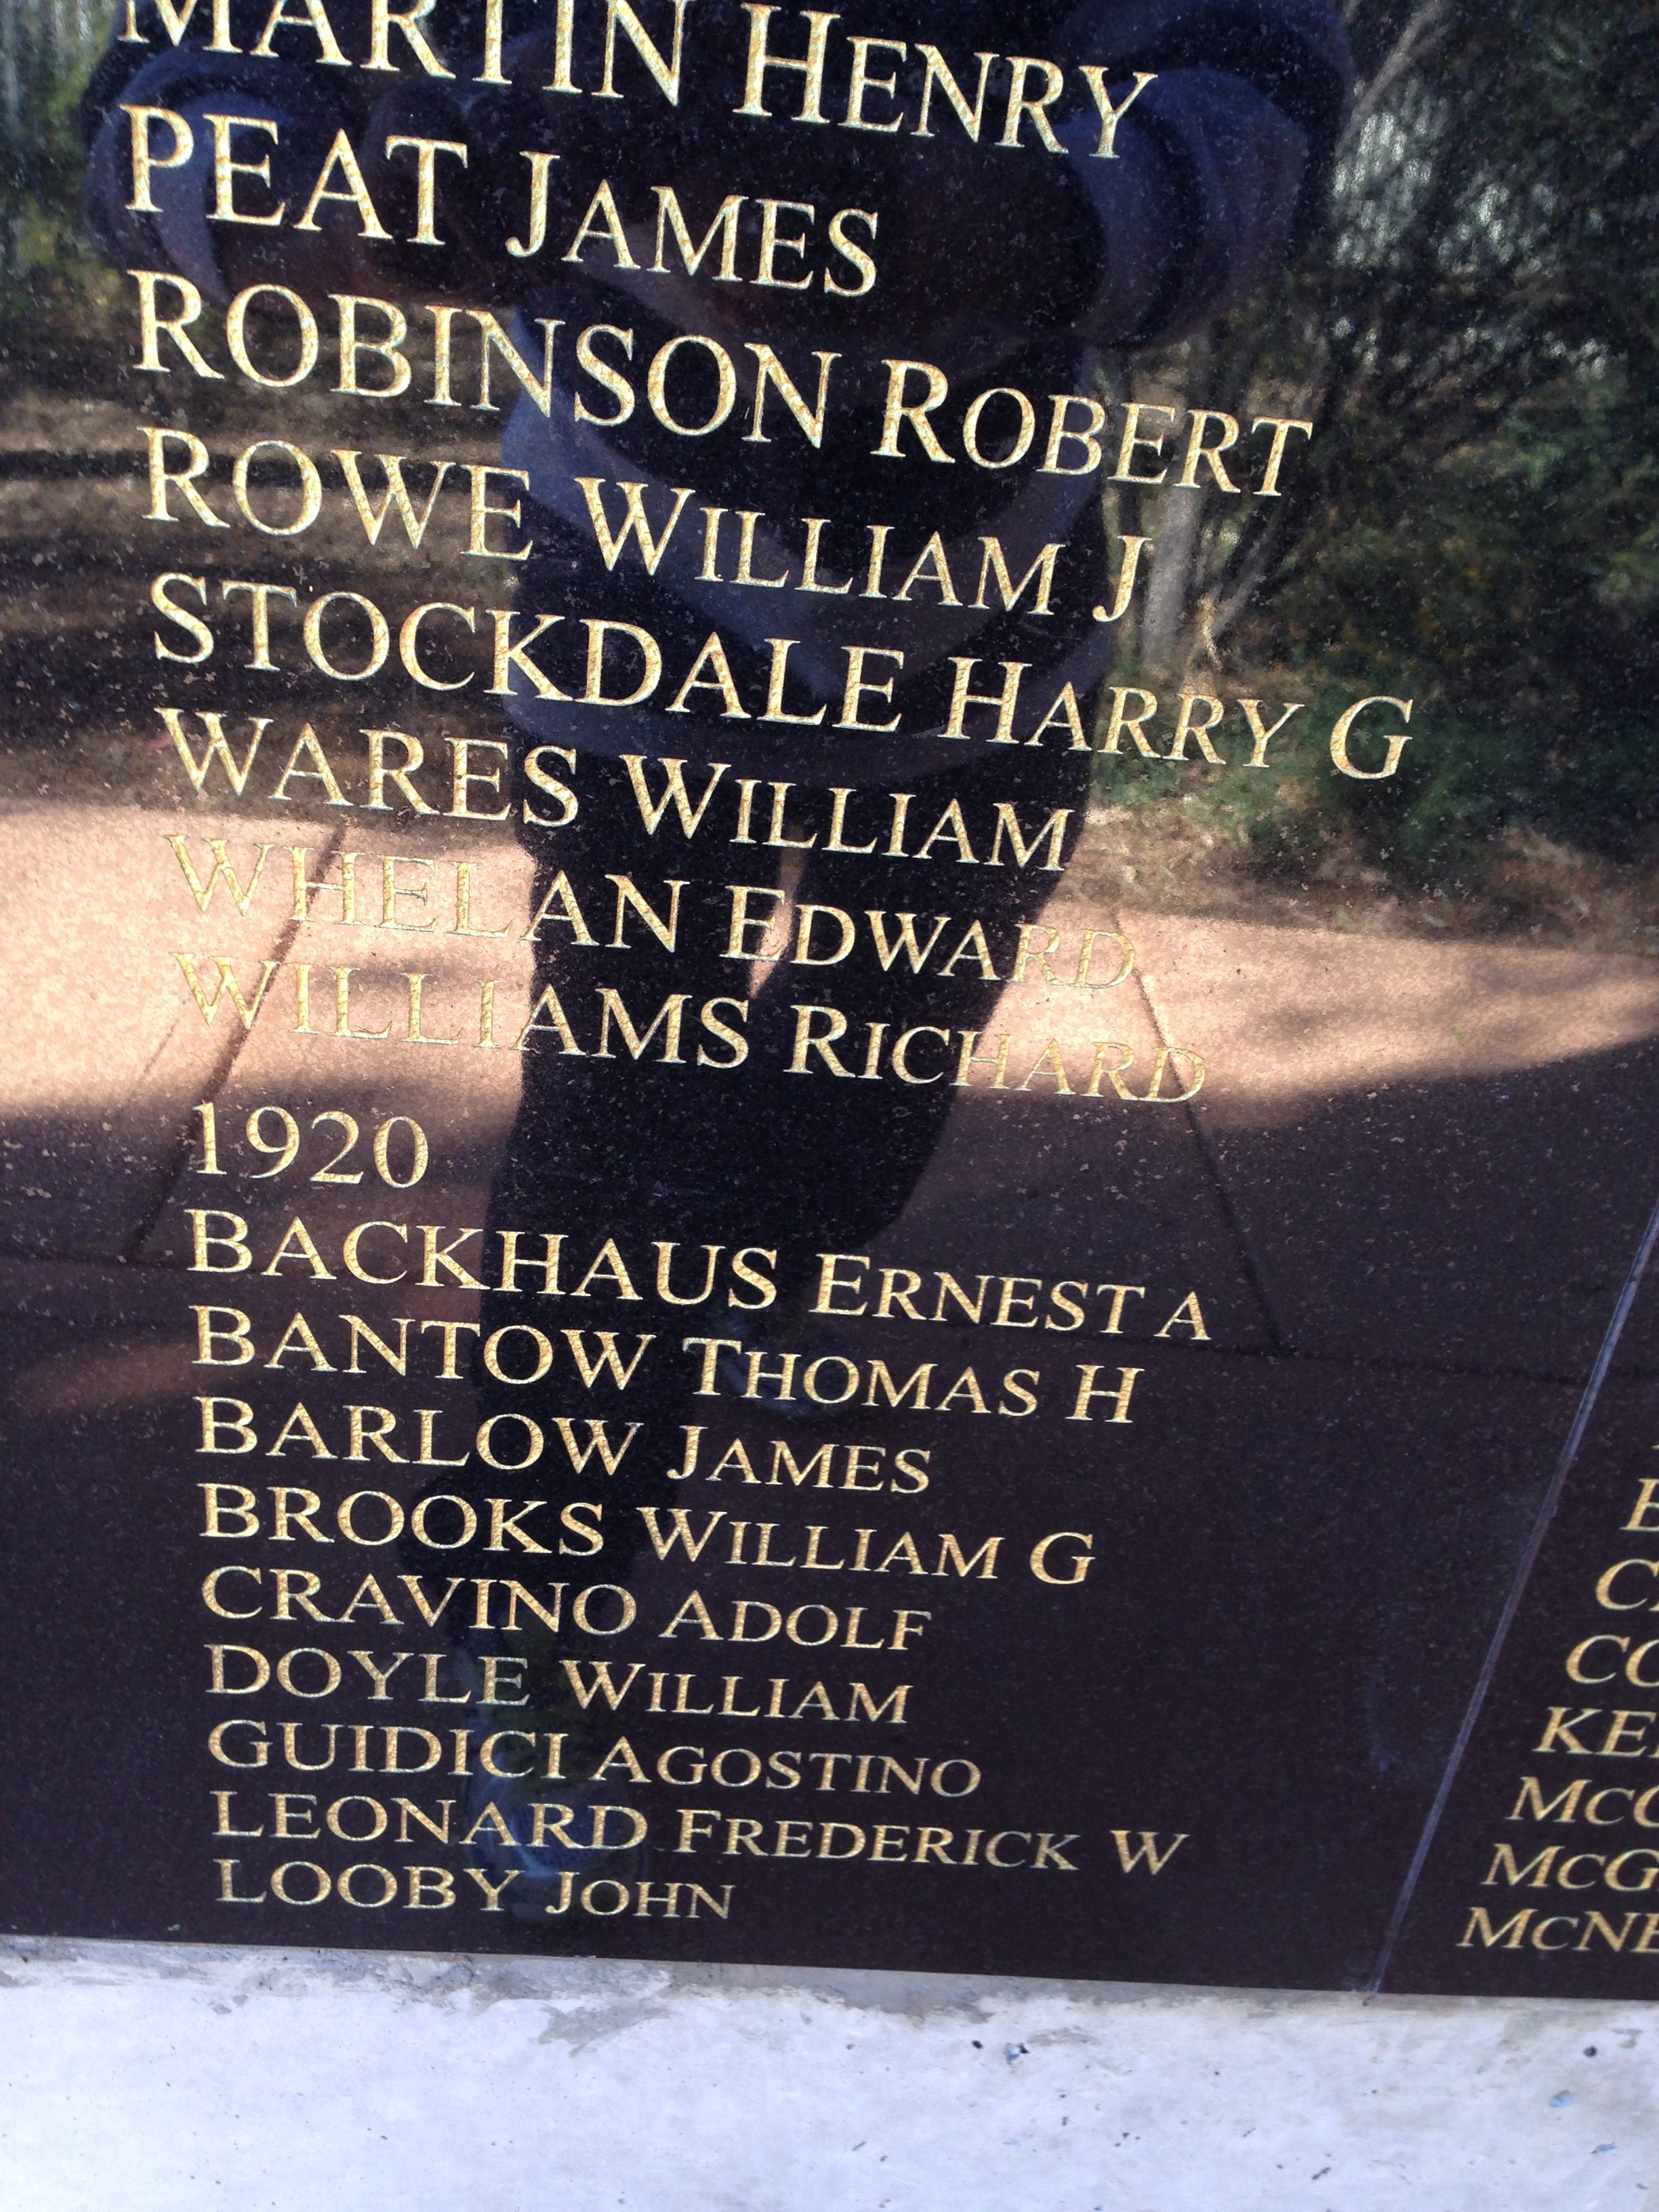 MARTIN HENRY
PEAT JAMES
ROBINSON ROBERT
ROWE WILLIAM J
STOCKDALE HARRY G
WARES WILLIAM
WHELAN EDWARD
WILLIAMS RICHARD
1920
BACKHAUS ERNEST A
BANTOW THOMAS H
BARLOW JAMES
BROOKS WILLIAM G
CRAVINO ADOLF
DOYLE WILLIAM
GUIDICI AGOSTINO
LEONARD FREDERICK W
LOOBY JOHN